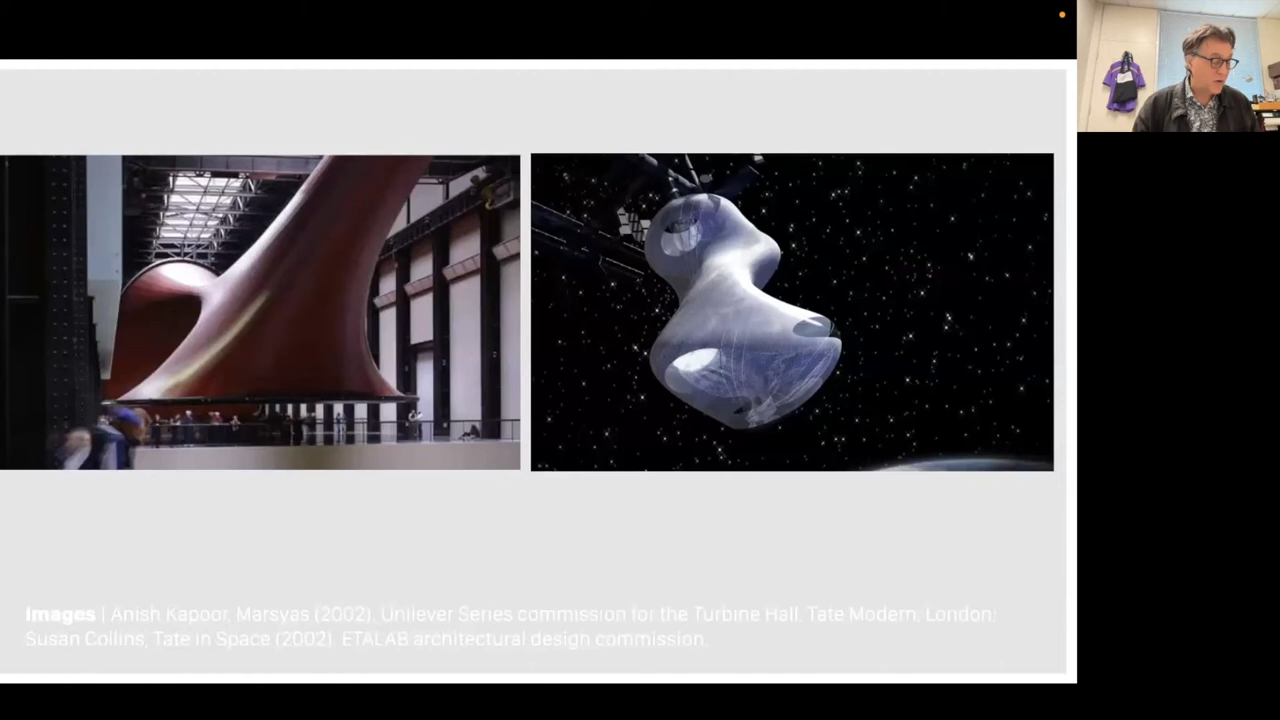 Images | Anish Kapoor, Marsyas (2002). Unilever Series commission for the Turbine Hall. Tate Modern, London;
Susan Collins, Tate in Space (2002). ETALAB architectural design commission.